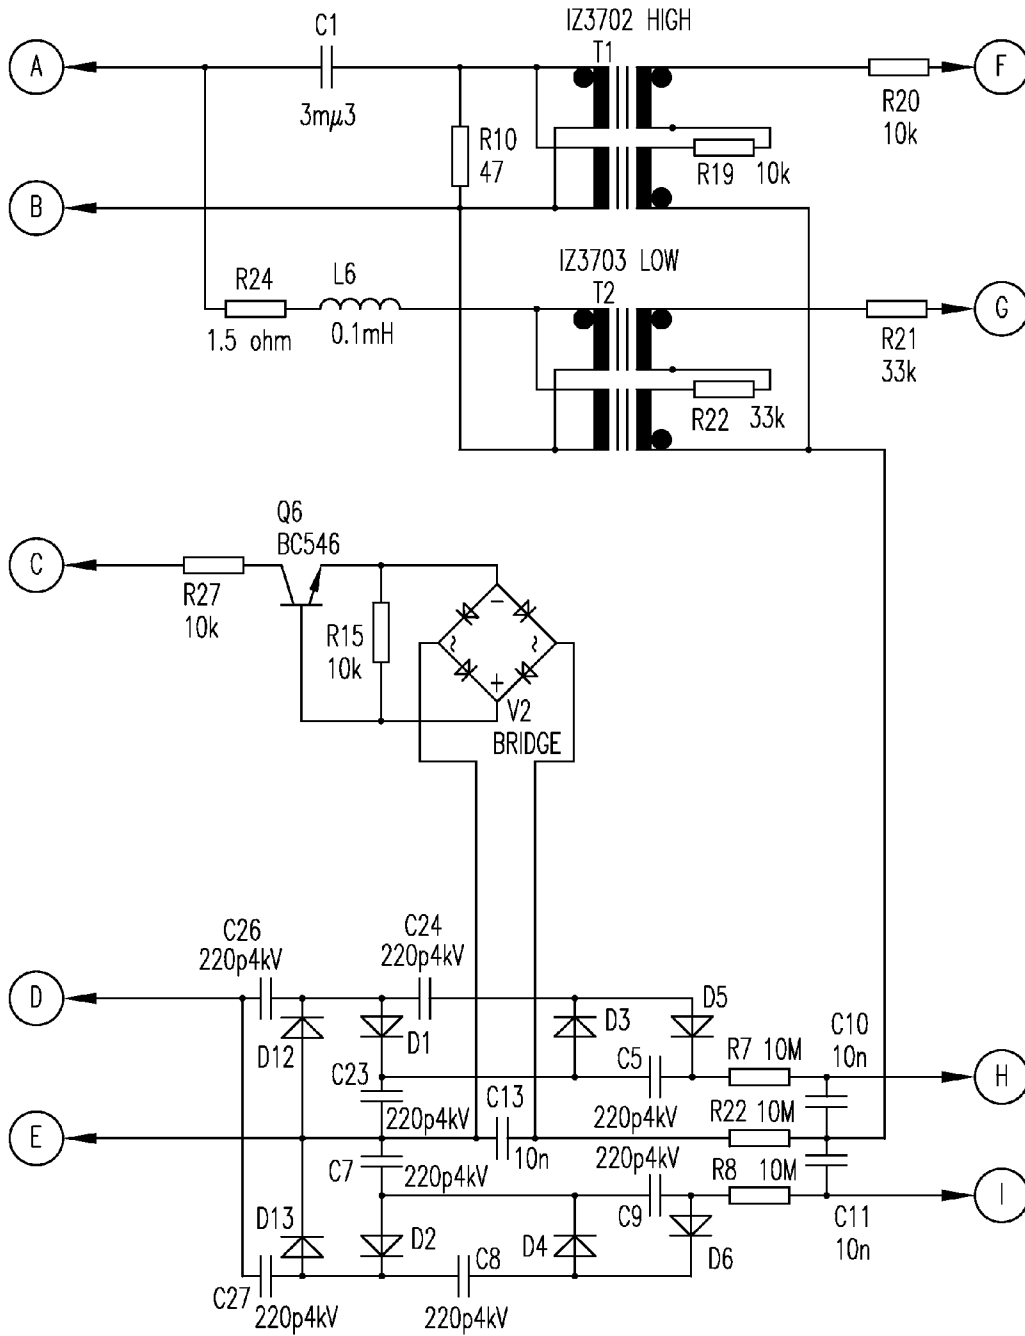 IZ3702 HIGH
C1
T1
A
F
3mμ3
R20
10k
R10
47
R19
10k
B
IZ3703 LOW
R24
L6
T2
G
1.5 ohm
0.1mH
R21
33k
R22
33k
Q6
BC546
C
R27
10k
R15
10k
−
~
~
+
V2
BRIDGE
C26
220p4kV
C24
220p4kV
D
D5
C10
10n
D12
D1
D3
C5
R7 10M
H
C23
220p4kV
C13
220p4kV
R22 10M
E
C7
220p4kV
10n
220p4kV
R8 10M
I
D13
D2
C8
D4
C9
D6
C11
10n
C27
220p4kV
220p4kV